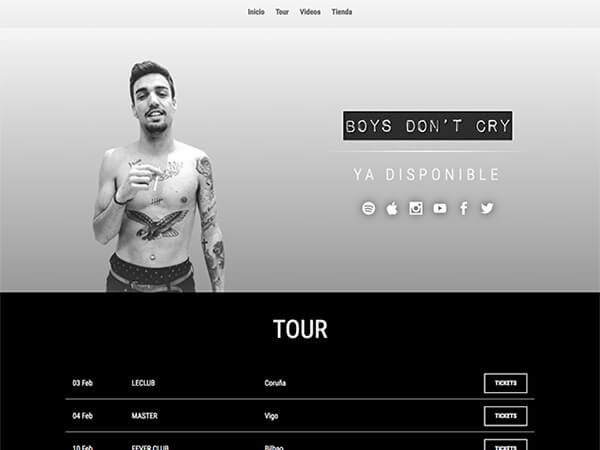 Inicio Tour Videos Tienda
BOYS DON'T CRY
YA DISPONIBLE
TOUR
03 Feb LECLUB Coruña TICKETS
04 Feb MASTER Vigo TICKETS
10 Feb FEVER CLUB Bilbao TICKETS